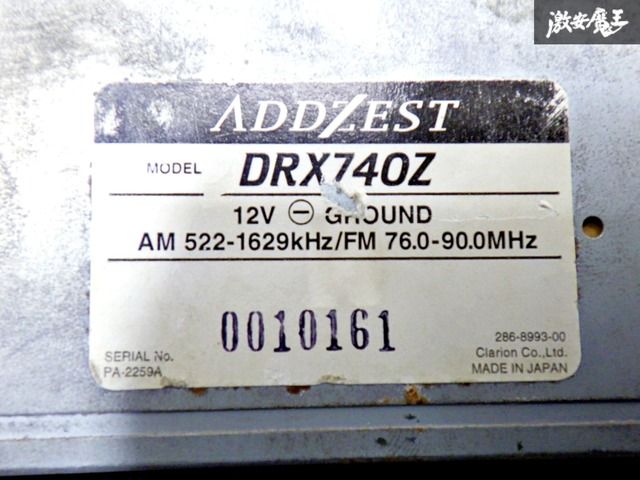 激安魔王
ADDZEST
MODEL DRX740Z
12V ⊖ GROUND
AM 522-1629kHz/FM 76.0-90.0MHz
0010161
SERIAL No.
PA-2259A
286-8993-00
Clarion Co.,Ltd.
MADE IN JAPAN